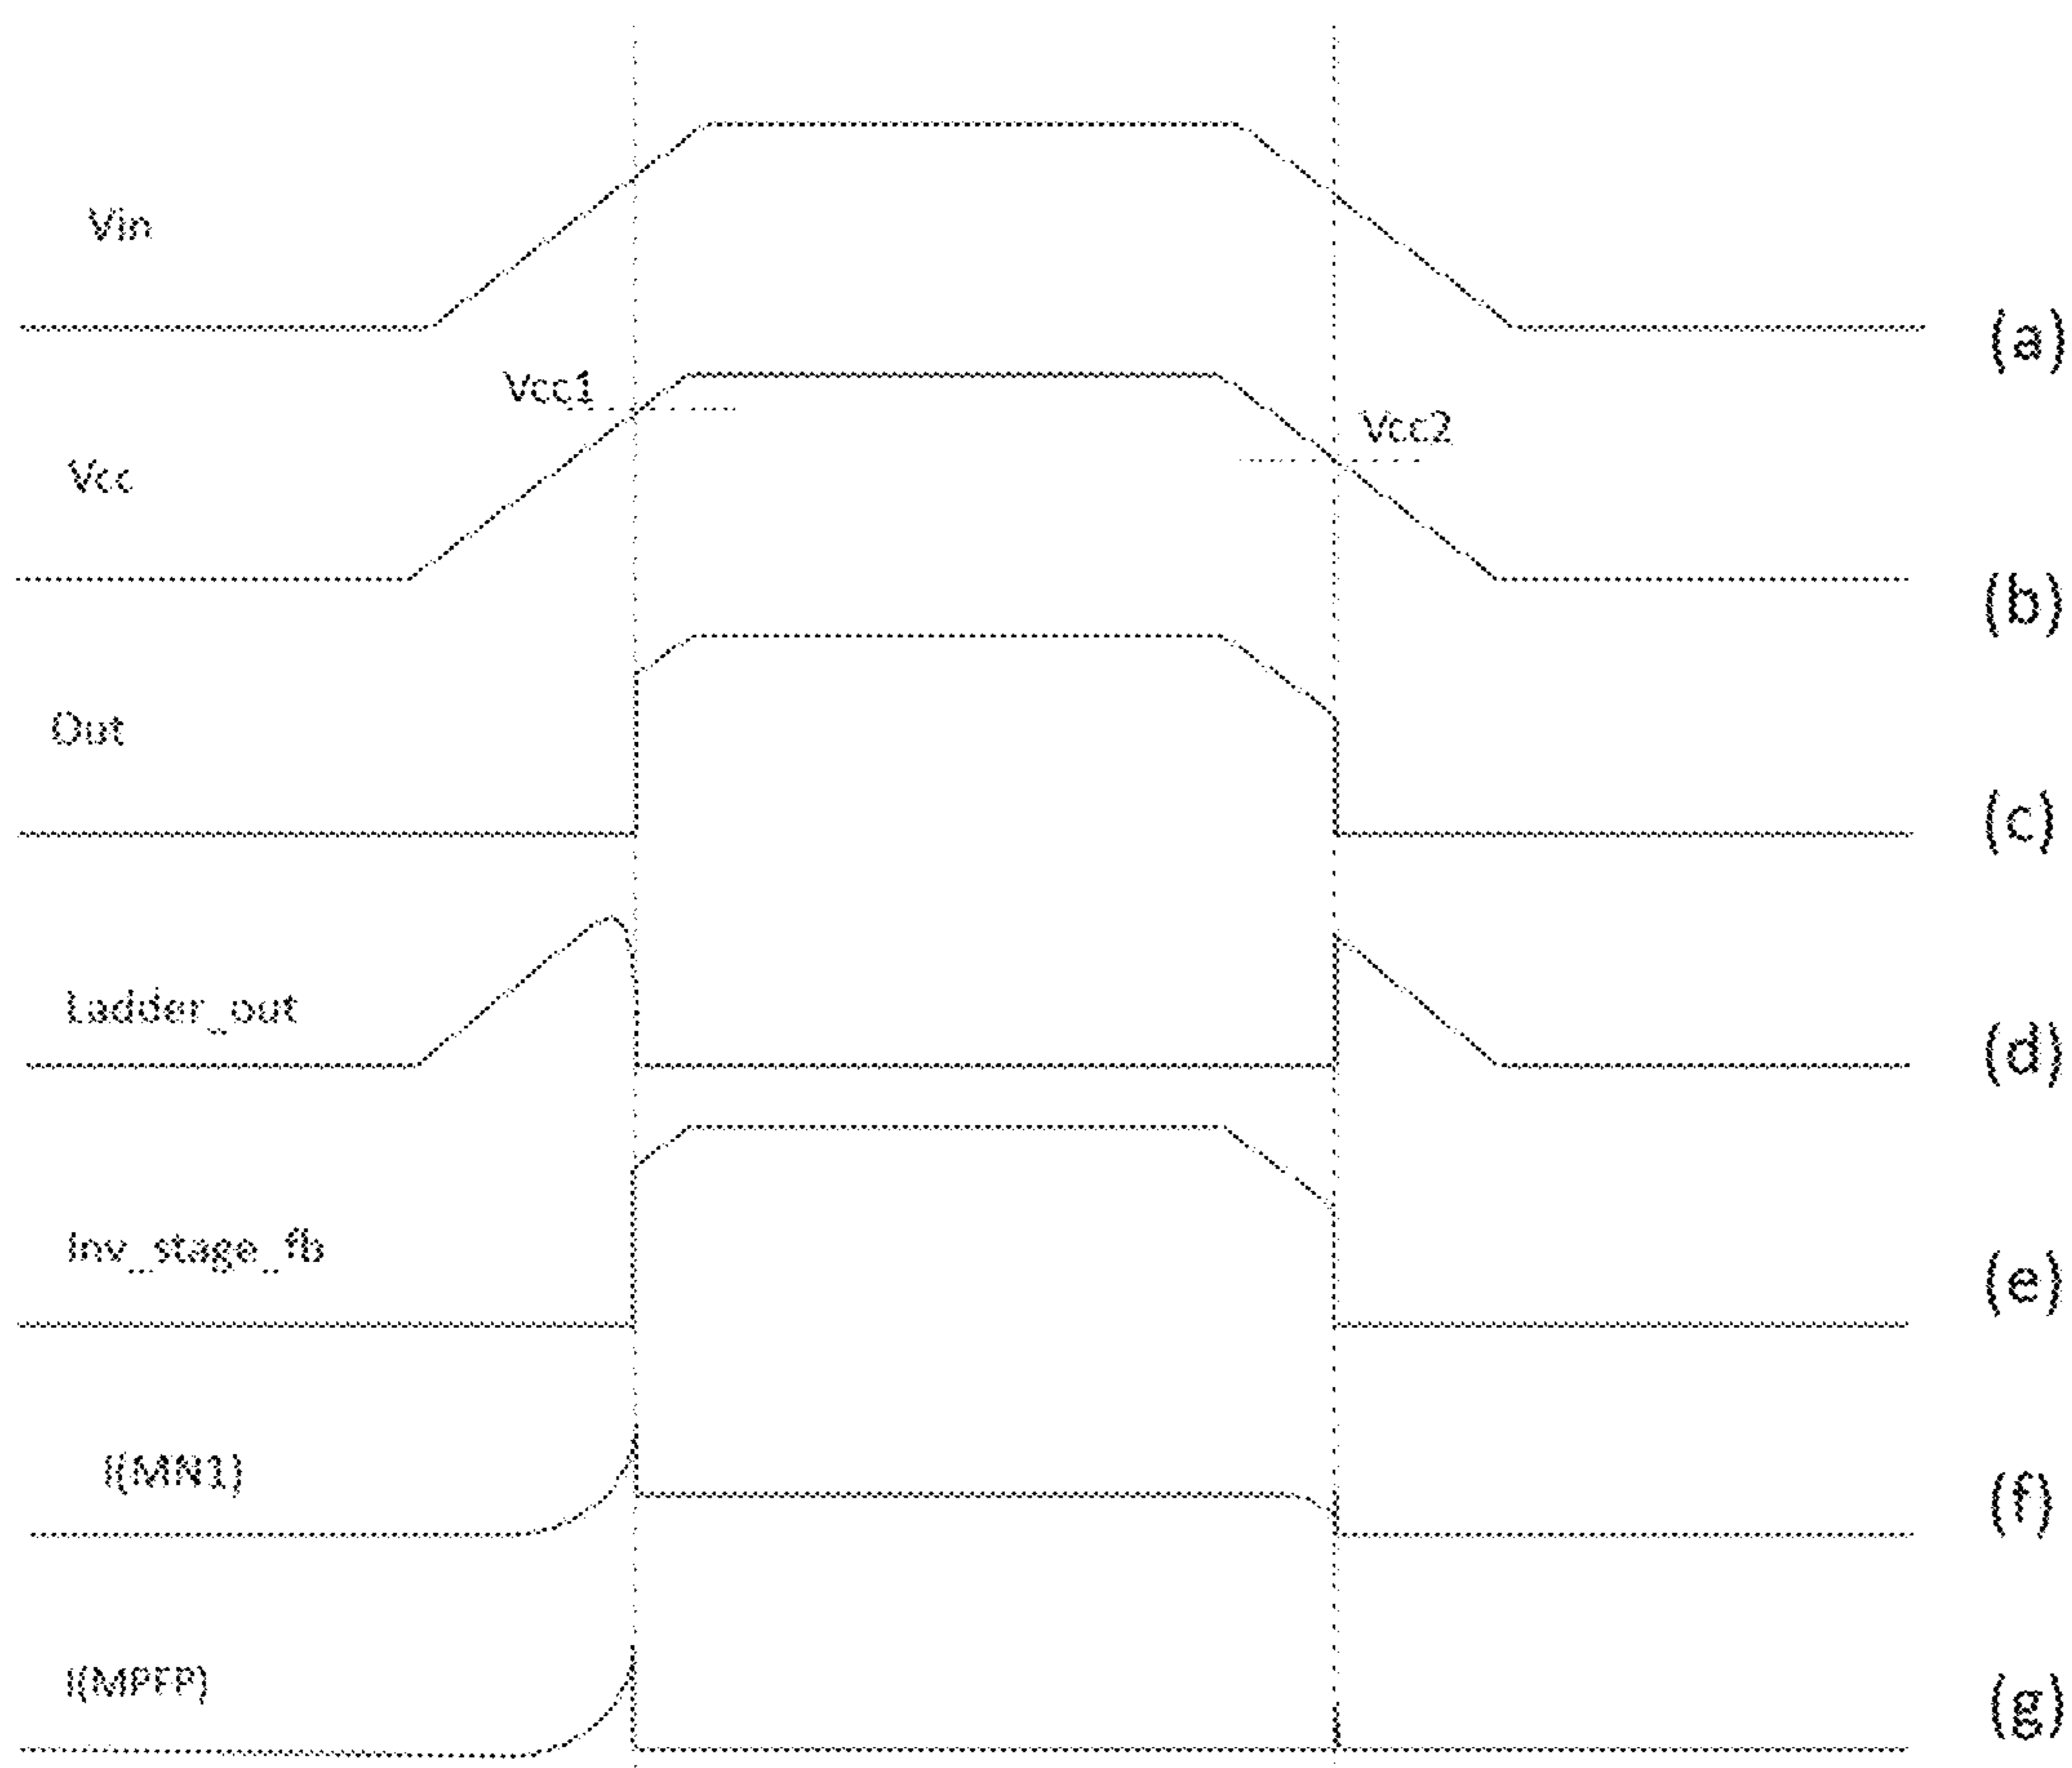 Vin
(a)
Vcc1
Vcc2
Vcc
(b)
Out
(c)
Ladder_out
(d)
Inv_stage_fb
(e)
I(MN1)
(f)
I(MPFP)
(g)